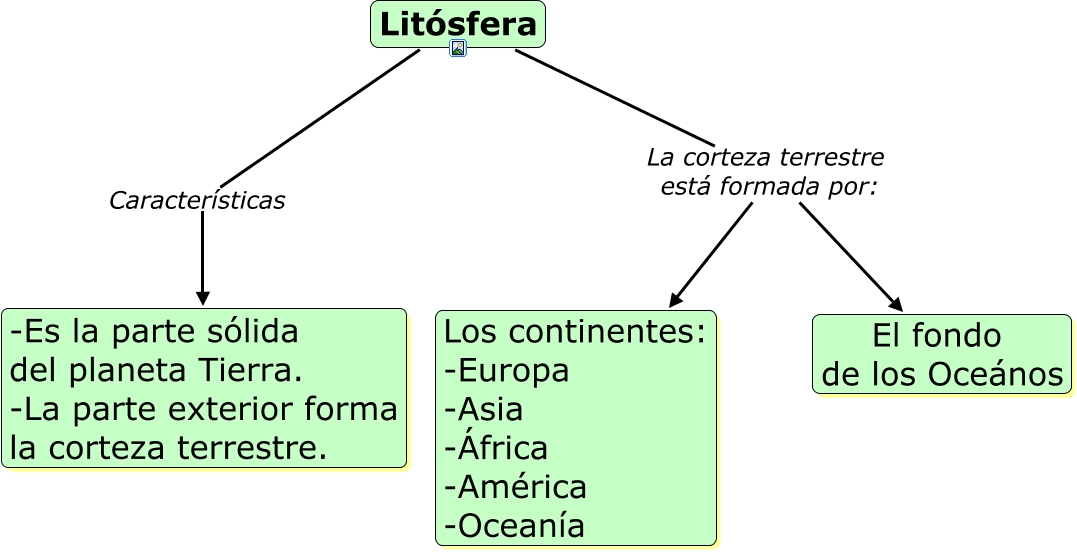 Litósfera
Características
La corteza terrestre
está formada por:
-Es la parte sólida
del planeta Tierra.
-La parte exterior forma
la corteza terrestre.
Los continentes:
-Europa
-Asia
-África
-América
-Oceanía
El fondo
de los Oceános